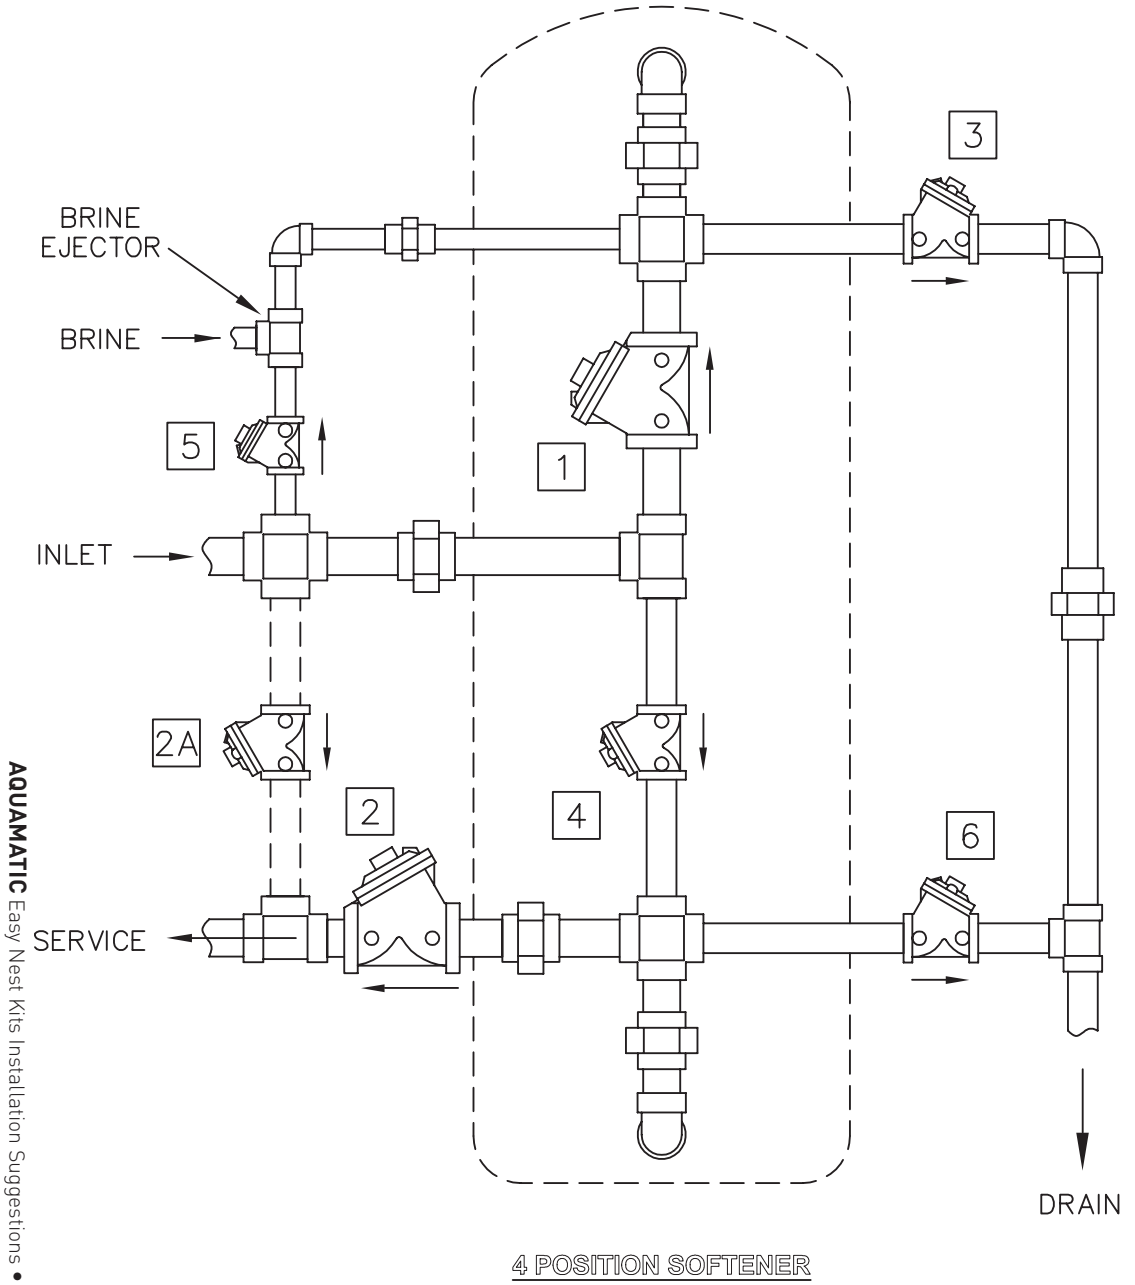 3
BRINE
EJECTOR
BRINE
5
1
INLET
2A
2
4
6
SERVICE
DRAIN
4 POSITION SOFTENER
AQUAMATIC Easy Nest Kits Installation Suggestions •